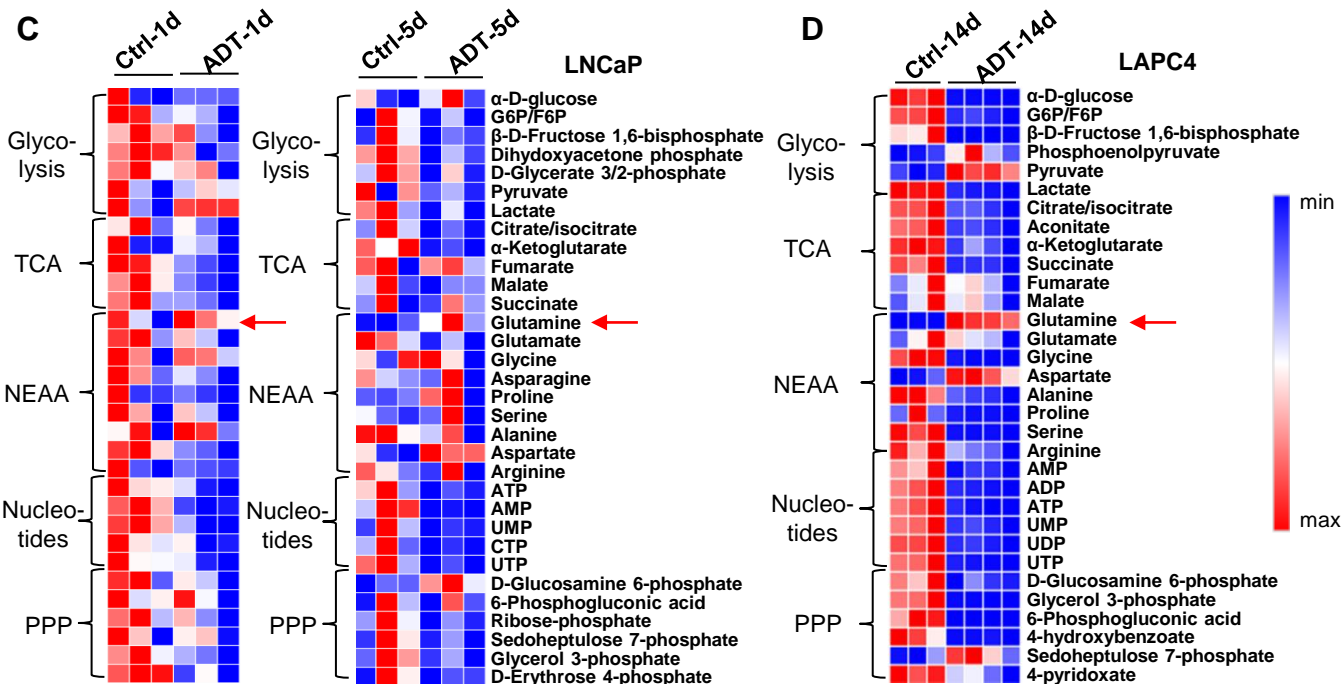 C
Ctrl-1d
ADT-1d
Glyco-
lysis
TCA
NEAA
Nucleo-
tides
PPP
Ctrl-5d
ADT-5d
LNCaP
Glyco-
lysis
TCA
NEAA
Nucleo-
tides
PPP
α-D-glucose
G6P/F6P
β-D-Fructose 1,6-bisphosphate
Dihydoxyacetone phosphate
D-Glycerate 3/2-phosphate
Pyruvate
Lactate
Citrate/isocitrate
α-Ketoglutarate
Fumarate
Malate
Succinate
Glutamine
Glutamate
Glycine
Asparagine
Proline
Serine
Alanine
Aspartate
Arginine
ATP
AMP
UMP
CTP
UTP
D-Glucosamine 6-phosphate
6-Phosphogluconic acid
Ribose-phosphate
Sedoheptulose 7-phosphate
Glycerol 3-phosphate
D-Erythrose 4-phosphate
D
Ctrl-14d
ADT-14d
LAPC4
Glyco-
lysis
TCA
NEAA
Nucleo-
tides
PPP
α-D-glucose
G6P/F6P
β-D-Fructose 1,6-bisphosphate
Phosphoenolpyruvate
Pyruvate
Lactate
Citrate/isocitrate
Aconitate
α-Ketoglutarate
Succinate
Fumarate
Malate
Glutamine
Glutamate
Glycine
Aspartate
Alanine
Proline
Serine
Arginine
AMP
ADP
ATP
UMP
UDP
UTP
D-Glucosamine 6-phosphate
Glycerol 3-phosphate
6-Phosphogluconic acid
4-hydroxybenzoate
Sedoheptulose 7-phosphate
4-pyridoxate
min
max